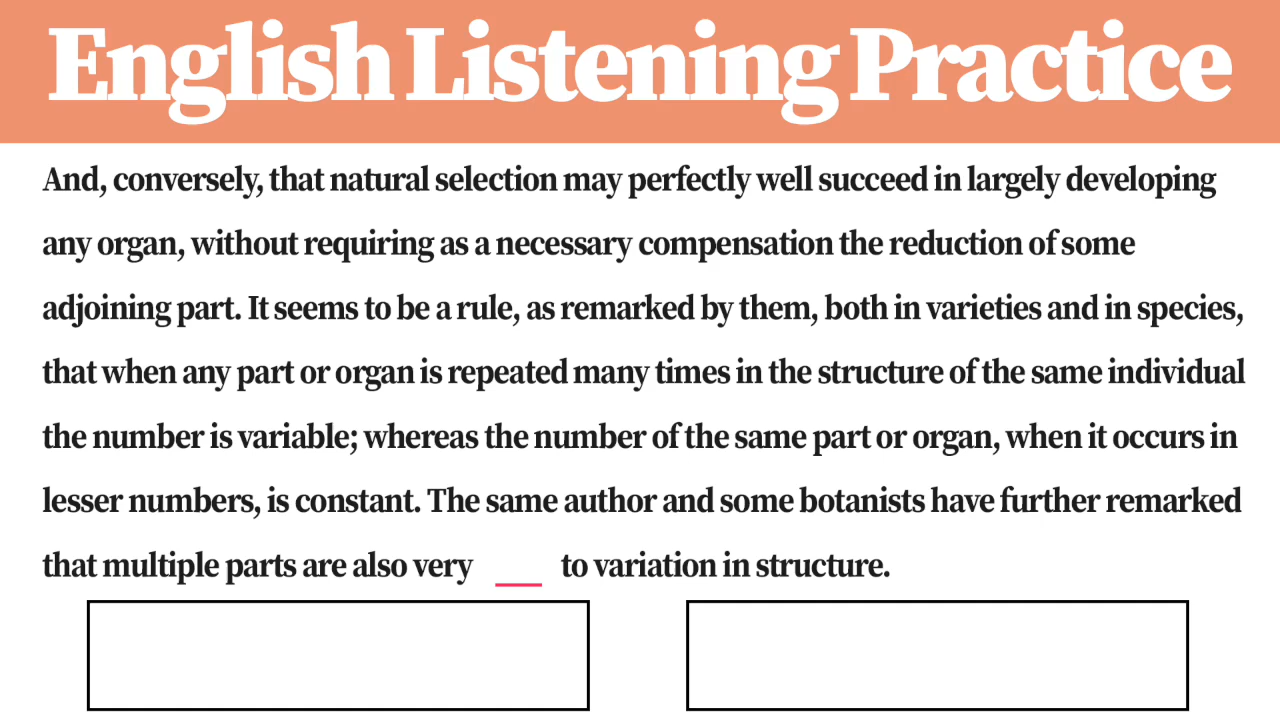 English Listening Practice
And, conversely, that natural selection may perfectly well succeed in largely developing
any organ, without requiring as a necessary compensation the reduction of some
adjoining part. It seems to be a rule, as remarked by them, both in varieties and in species,
that when any part or organ is repeated many times in the structure of the same individual
the number is variable; whereas the number of the same part or organ, when it occurs in
lesser numbers, is constant. The same author and some botanists have further remarked
that multiple parts are also very ___ to variation in structure.